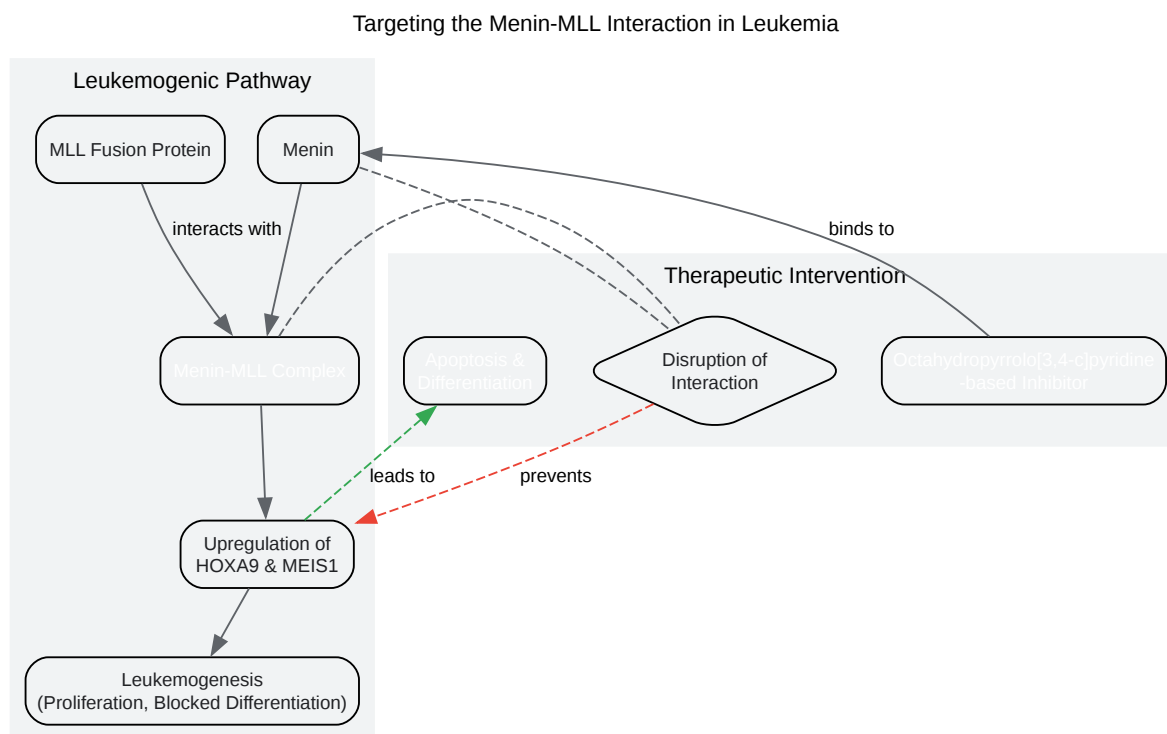 Targeting the Menin-MLL Interaction in Leukemia
Leukemogenic Pathway
MLL Fusion Protein
Menin
interacts with
binds to
Therapeutic Intervention
Menin-MLL Complex
Apoptosis &
Differentiation
Disruption of
Interaction
Octahydropyrrolo[3,4-c]pyridine
-based Inhibitor
leads to
prevents
Upregulation of
HOXA9 & MEIS1
Leukemogenesis
(Proliferation, Blocked Differentiation)